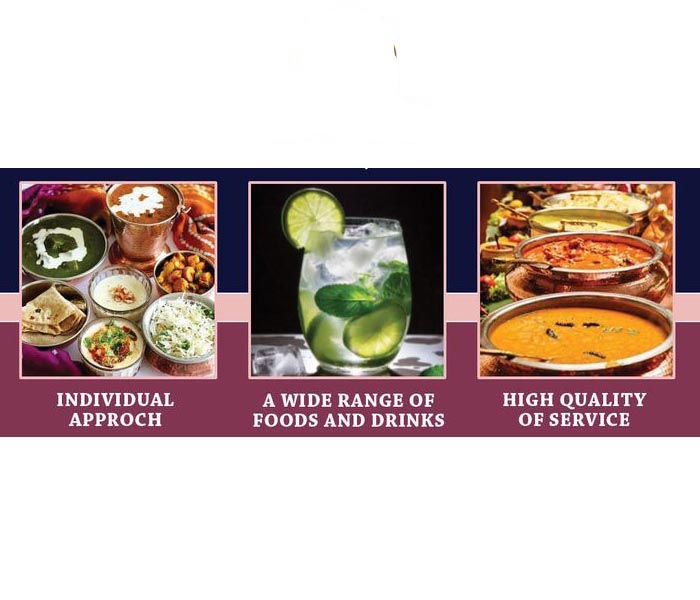 INDIVIDUAL
APPROCH
A WIDE RANGE OF
FOODS AND DRINKS
HIGH QUALITY
OF SERVICE